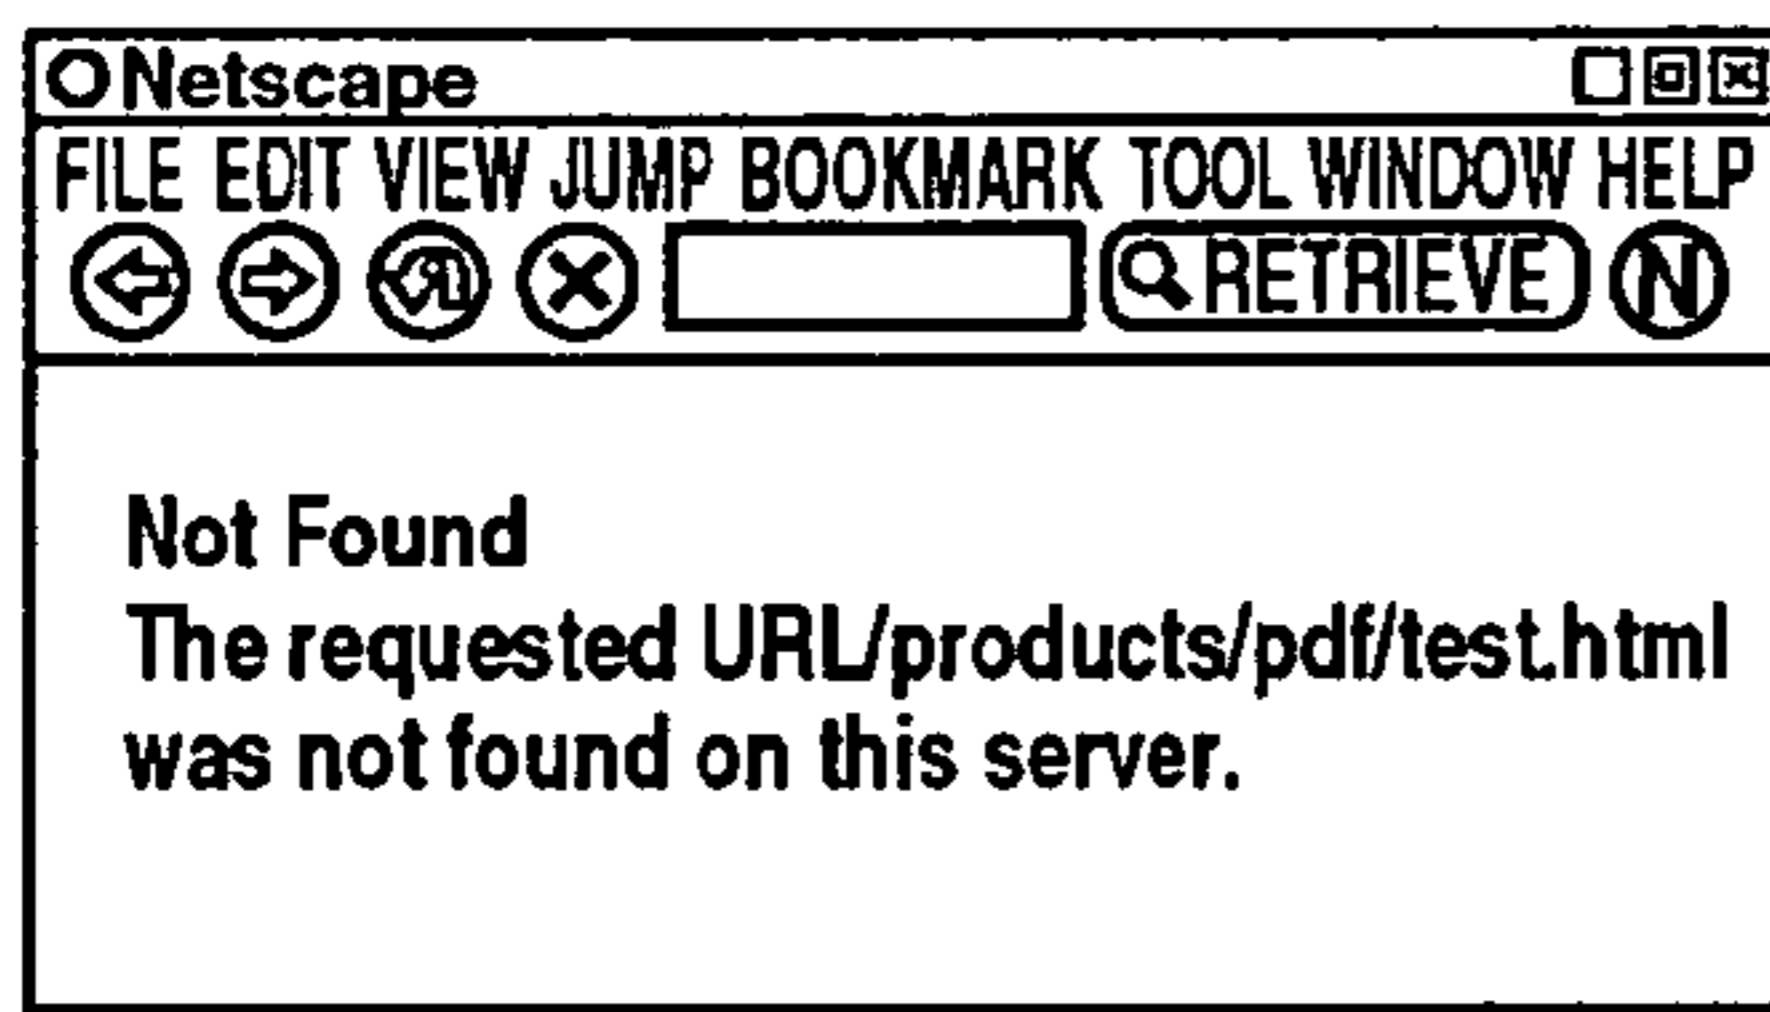 Netscape
FILE EDIT VIEW JUMP BOOKMARK TOOL WINDOW HELP
RETRIEVE N
Not Found
The requested URL/products/pdf/test.html
was not found on this server.